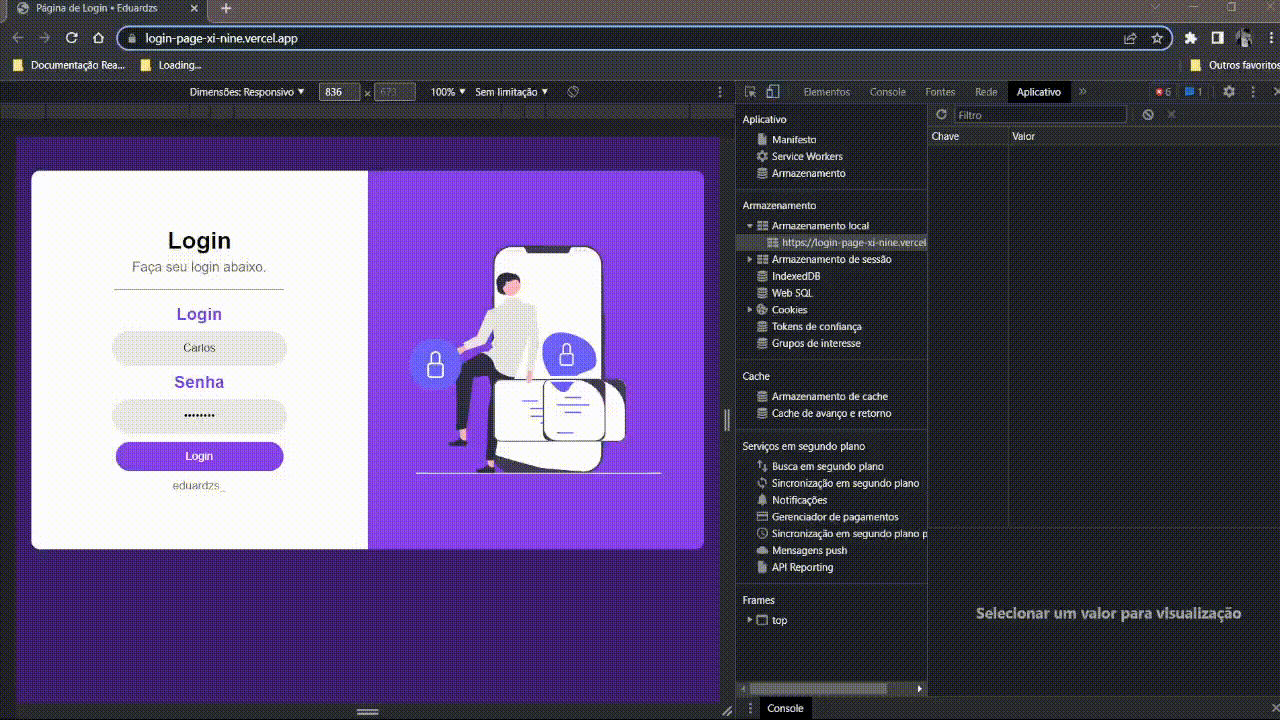 Página de Login • Eduardzs
login-page-xi-nine.vercel.app
Documentação Rea... Loading... Outros favoritos
Dimensões: Responsivo ▼ 836 × 673 100% ▼ Sem limitação ▼
Elementos Console Fontes Rede Aplicativo » 6 1
Login
Faça seu login abaixo.
Login
Carlos
Senha
••••••••
Login
eduardzs_
Aplicativo
Manifesto
Service Workers
Armazenamento
Armazenamento
Armazenamento local
https://login-page-xi-nine.vercel
Armazenamento de sessão
IndexedDB
Web SQL
Cookies
Tokens de confiança
Grupos de interesse
Cache
Armazenamento de cache
Cache de avanço e retorno
Serviços em segundo plano
Busca em segundo plano
Sincronização em segundo plano
Notificações
Gerenciador de pagamentos
Sincronização em segundo plano p
Mensagens push
API Reporting
Frames
top
Filtro
Chave Valor
Selecionar um valor para visualização
Console